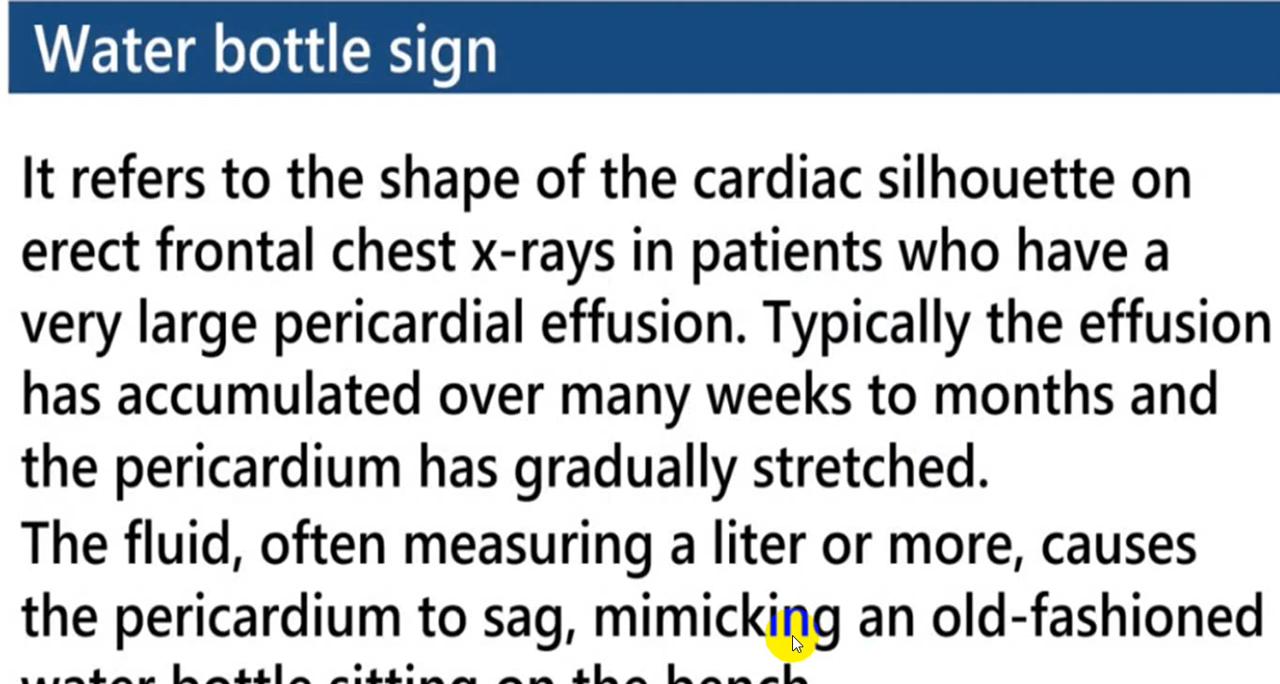 Water bottle sign
It refers to the shape of the cardiac silhouette on
erect frontal chest x-rays in patients who have a
very large pericardial effusion. Typically the effusion
has accumulated over many weeks to months and
the pericardium has gradually stretched.
The fluid, often measuring a liter or more, causes
the pericardium to sag, mimicking an old-fashioned
water bottle sitting on the bench